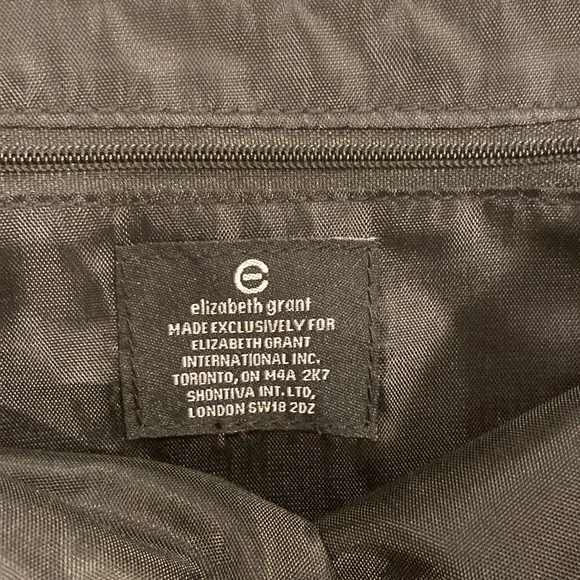 elizabeth grant
MADE EXCLUSIVELY FOR
ELIZABETH GRANT
INTERNATIONAL INC.
TORONTO, ON M4A 2K7
SHONTIVA INT. LTD,
LONDON SW18 2DZ